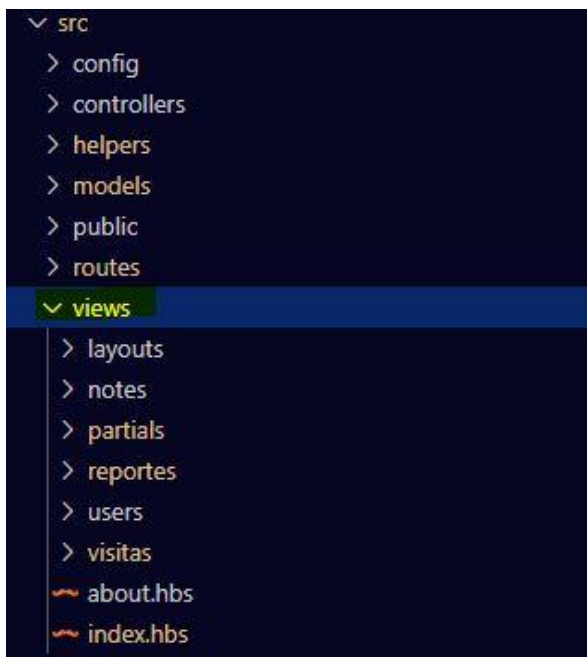 src
config
controllers
helpers
models
public
routes
views
layouts
notes
partials
reportes
users
visitas
about.hbs
index.hbs